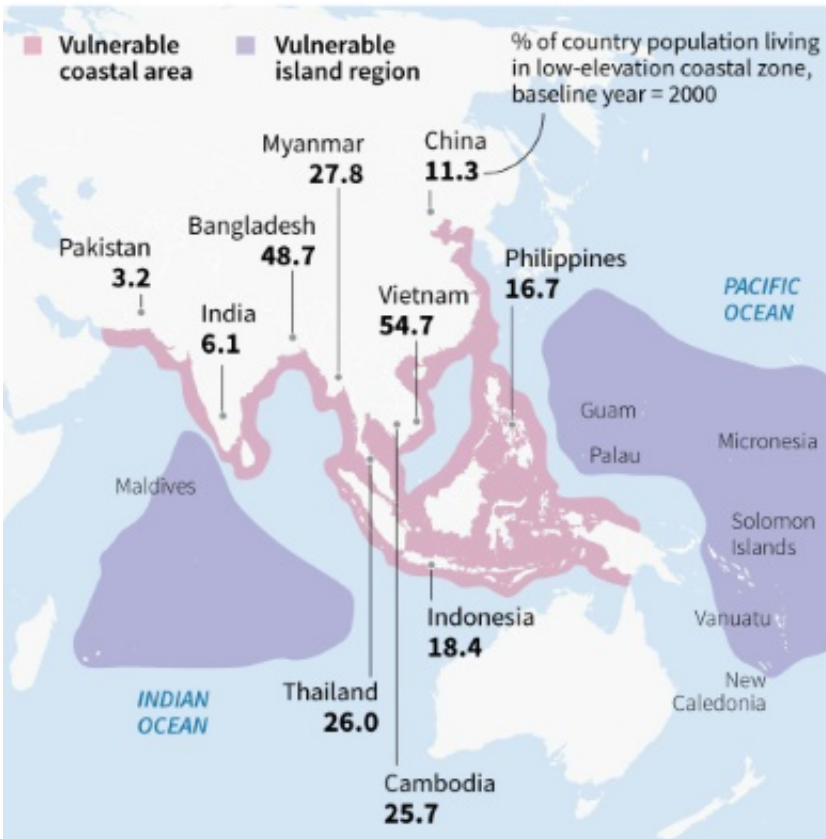 Vulnerable
coastal area
Vulnerable
island region
% of country population living
in low-elevation coastal zone,
baseline year = 2000
Myanmar
27.8
China
11.3
Bangladesh
48.7
Pakistan
3.2
India
6.1
Vietnam
54.7
Philippines
16.7
PACIFIC
OCEAN
Guam
Palau
Micronesia
Maldives
Solomon
Islands
Indonesia
18.4
Vanuatu
New
Caledonia
INDIAN
OCEAN
Thailand
26.0
Cambodia
25.7